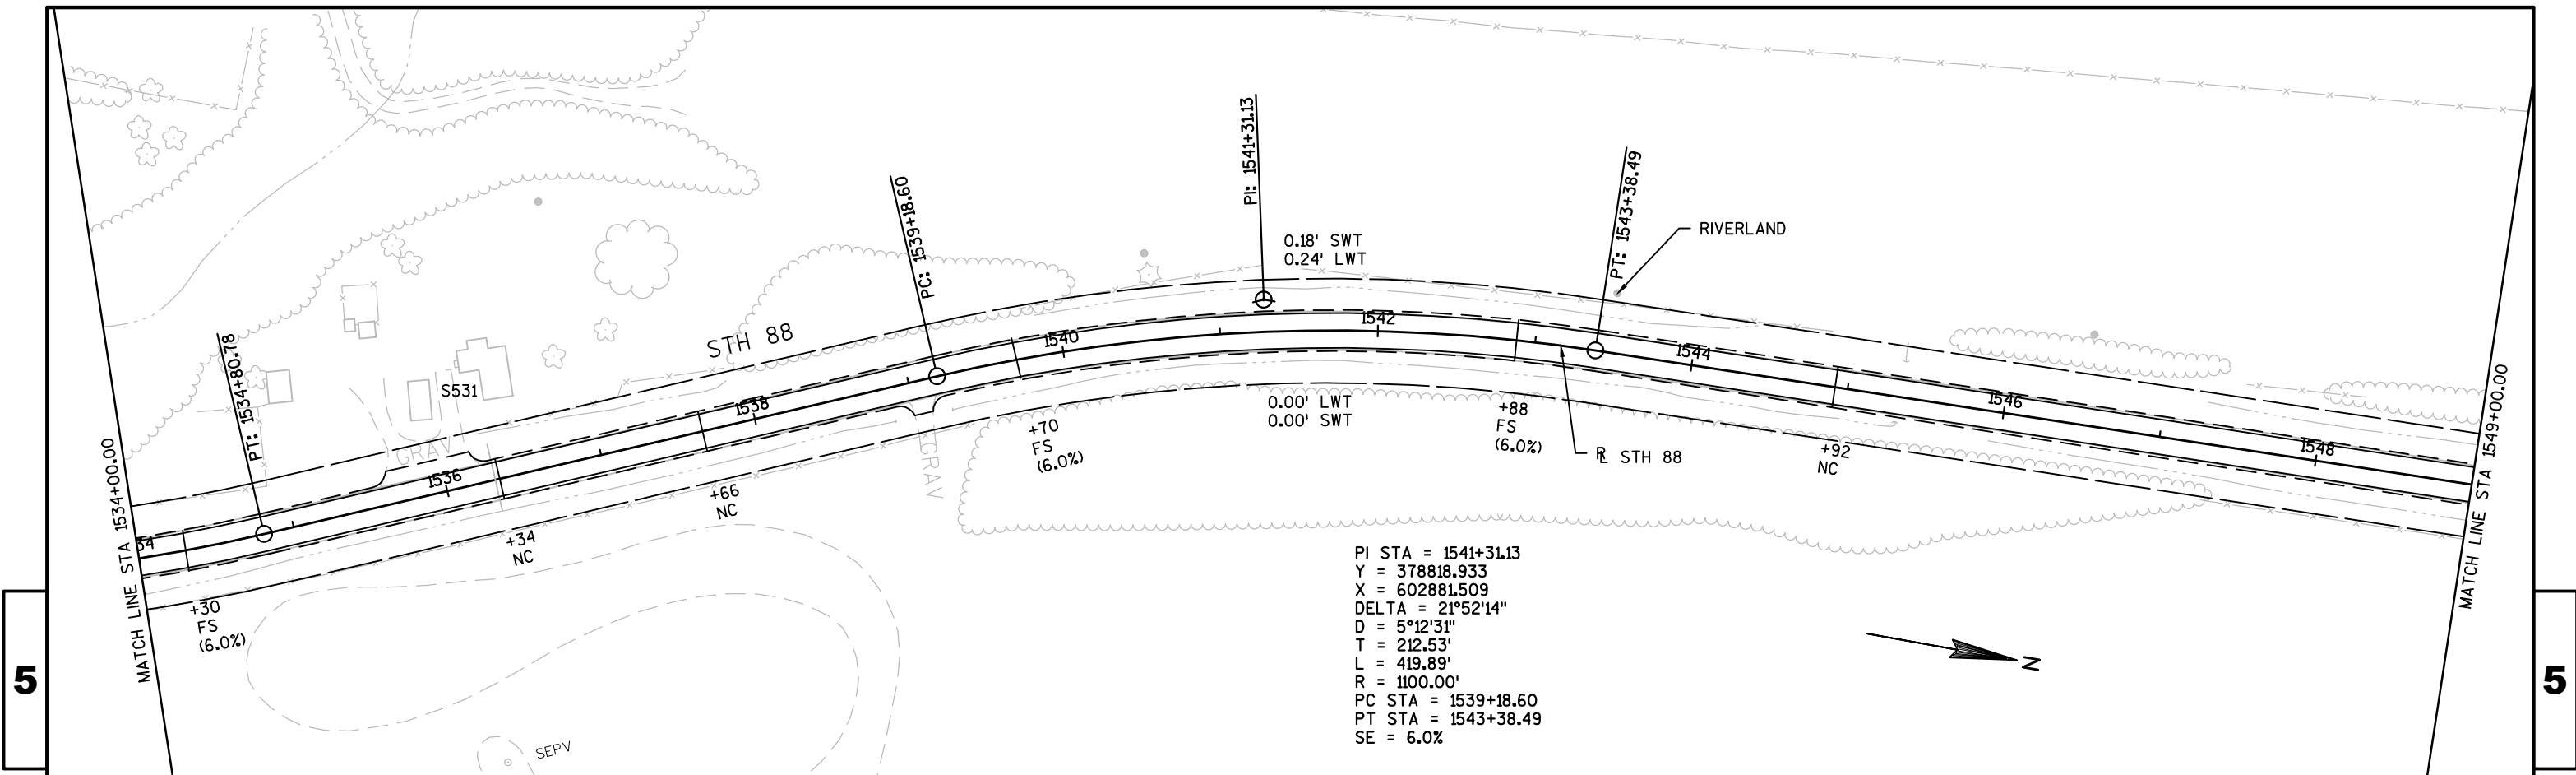 PI: 1541+31.13
PT: 1543+38.49
RIVERLAND
PC: 1539+18.60
0.18' SWT
0.24' LWT
STH 88
PT: 1534+80.78
S531
GRAV
GRAV
34
1536
1538
1540
1542
1544
1546
1548
0.00' LWT
0.00' SWT
+88
FS
(6.0%)
+70
FS
(6.0%)
RL STH 88
+92
NC
+66
NC
+34
NC
+30
FS
(6.0%)
MATCH LINE STA 1534+00.00
MATCH LINE STA 1549+00.00
PI STA = 1541+31.13
Y = 378818.933
X = 602881.509
DELTA = 21°52'14"
D = 5°12'31"
T = 212.53'
L = 419.89'
R = 1100.00'
PC STA = 1539+18.60
PT STA = 1543+38.49
SE = 6.0%
N
SEPV
5
5